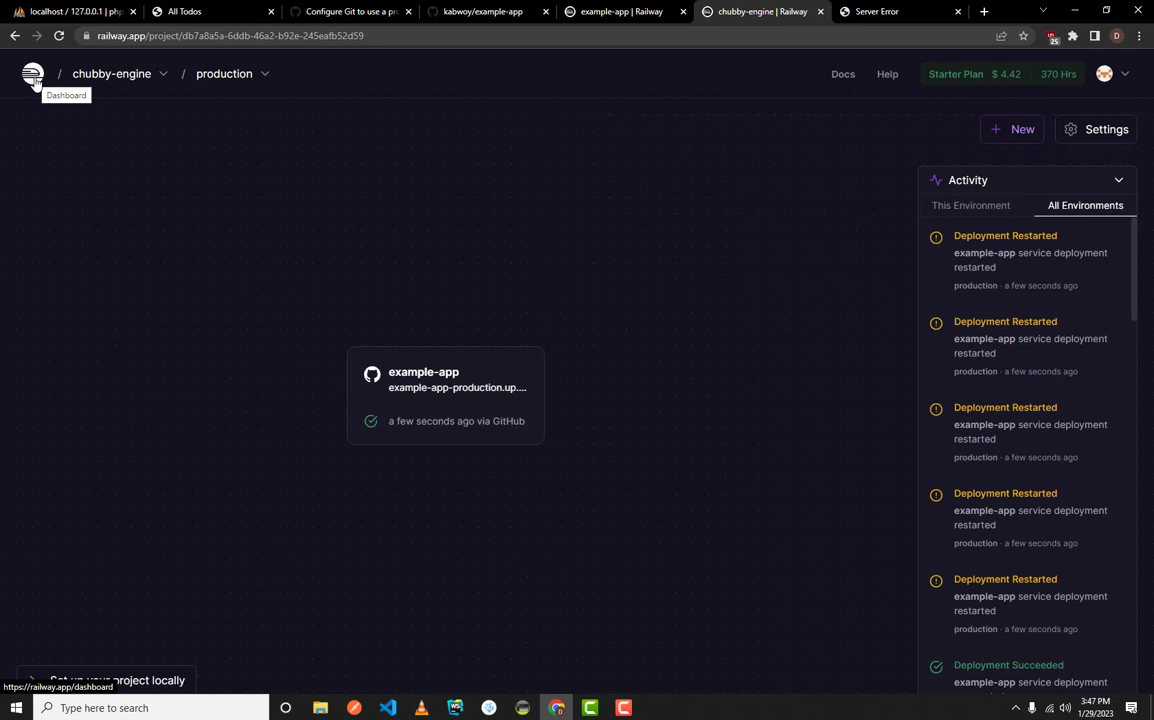 localhost / 127.0.0.1 | php
All Todos
Configure Git to use a pro
kabwoy/example-app
example-app | Railway
chubby-engine | Railway
Server Error
railway.app/project/db7a8a5a-6ddb-46a2-b92e-245eafb52d59
25
D
/ chubby-engine / production
Docs
Help
Starter Plan $ 4.42 370 Hrs
Dashboard
+ New
Settings
Activity
This Environment
All Environments
Deployment Restarted
example-app service deployment
restarted
production · a few seconds ago
Deployment Restarted
example-app service deployment
restarted
production · a few seconds ago
Deployment Restarted
example-app service deployment
restarted
production · a few seconds ago
Deployment Restarted
example-app service deployment
restarted
production · a few seconds ago
Deployment Restarted
example-app service deployment
restarted
production · a few seconds ago
Deployment Succeeded
example-app service deployment
example-app
example-app-production.up....
a few seconds ago via GitHub
Set up your project locally
https://railway.app/dashboard
Type here to search
3:47 PM
1/29/2023